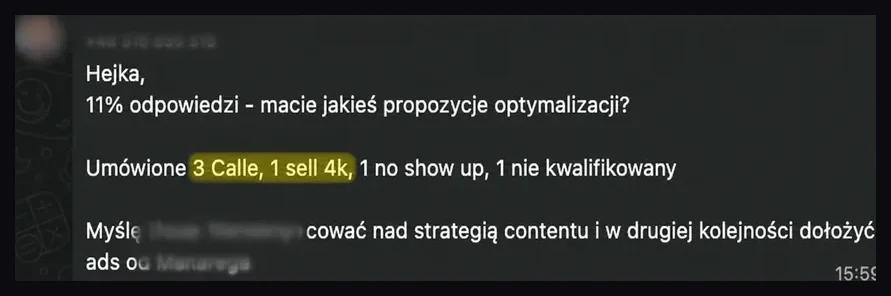 Hejka,
11% odpowiedzi - macie jakieś propozycje optymalizacji?
Umówione 3 Calle, 1 sell 4k, 1 no show up, 1 nie kwalifikowany
Myślę cować nad strategią contentu i w drugiej kolejności dołożyć
ads od
15:59